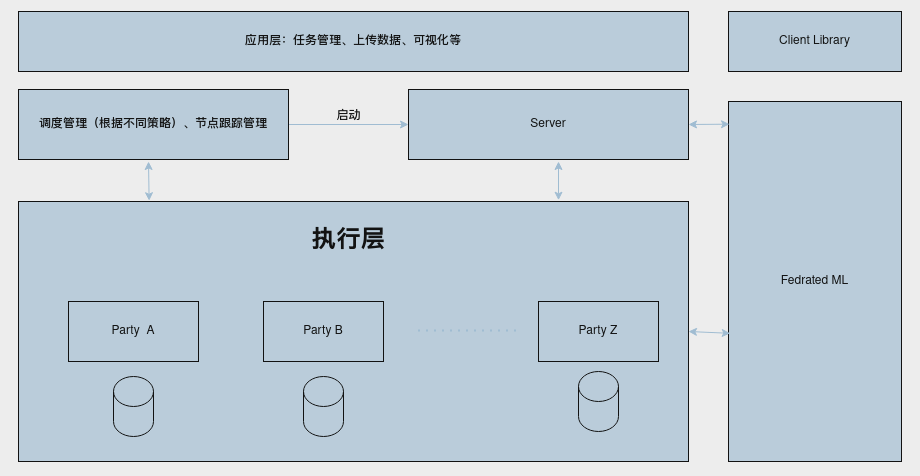 应用层：任务管理、上传数据、可视化等
Client Library
调度管理（根据不同策略）、节点跟踪管理
启动
Server
执行层
Fedrated ML
Party A
Party B
Party Z